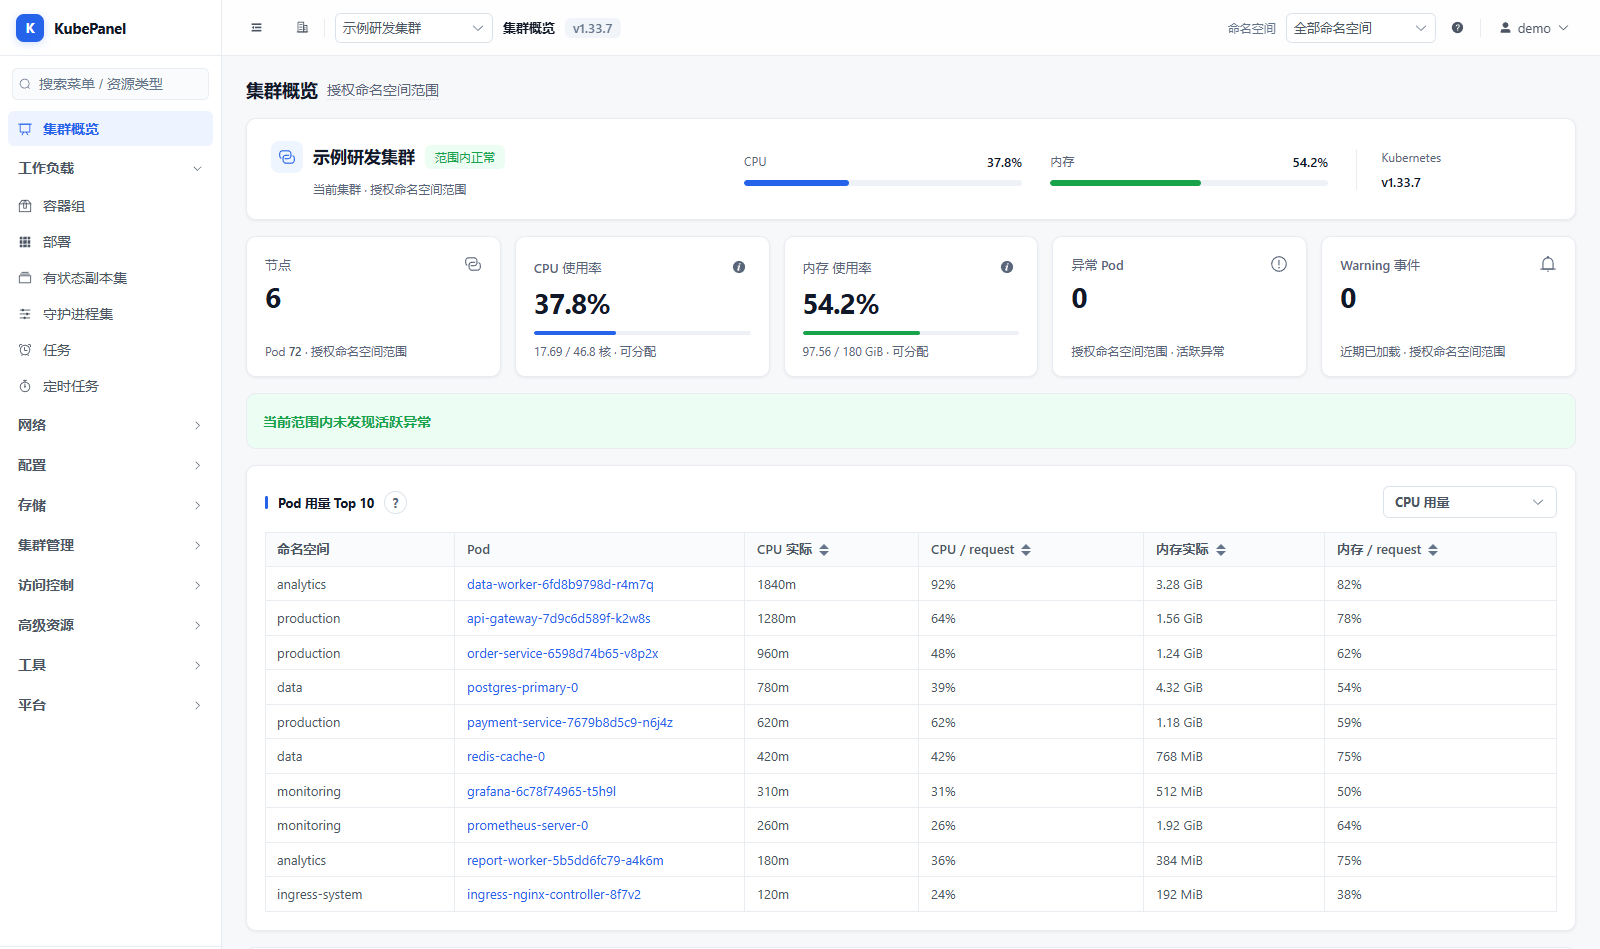 K KubePanel
示例研发集群 集群概览 v1.33.7 命名空间 全部命名空间 ? demo
搜索菜单 / 资源类型
集群概览
工作负载
容器组
部署
有状态副本集
守护进程集
任务
定时任务
网络
配置
存储
集群管理
访问控制
高级资源
工具
平台
集群概览 授权命名空间范围
示例研发集群 范围内正常
当前集群 · 授权命名空间范围
CPU 37.8%
内存 54.2%
Kubernetes
v1.33.7
节点
6
Pod 72 · 授权命名空间范围
CPU 使用率
37.8%
17.69 / 46.8 核 · 可分配
内存 使用率
54.2%
97.56 / 180 GiB · 可分配
异常 Pod
0
授权命名空间范围 · 活跃异常
Warning 事件
0
近期已加载 · 授权命名空间范围
当前范围内未发现活跃异常
Pod 用量 Top 10 ? CPU 用量
命名空间 Pod CPU 实际 CPU / request 内存实际 内存 / request
analytics data-worker-6fd8b9798d-r4m7q 1840m 92% 3.28 GiB 82%
production api-gateway-7d9c6d589f-k2w8s 1280m 64% 1.56 GiB 78%
production order-service-6598d74b65-v8p2x 960m 48% 1.24 GiB 62%
data postgres-primary-0 780m 39% 4.32 GiB 54%
production payment-service-7679b8d5c9-n6j4z 620m 62% 1.18 GiB 59%
data redis-cache-0 420m 42% 768 MiB 75%
monitoring grafana-6c78f74965-t5h9l 310m 31% 512 MiB 50%
monitoring prometheus-server-0 260m 26% 1.92 GiB 64%
analytics report-worker-5b5dd6fc79-a4k6m 180m 36% 384 MiB 75%
ingress-system ingress-nginx-controller-8f7v2 120m 24% 192 MiB 38%